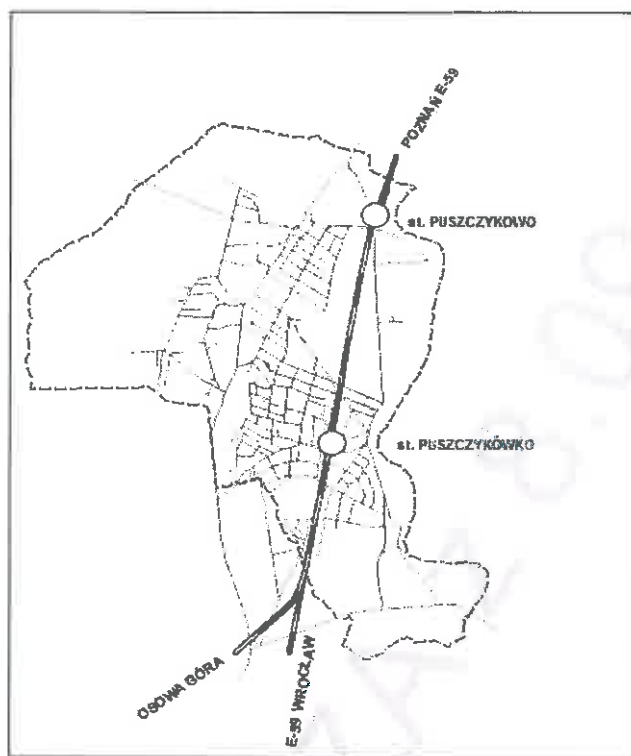 POZNAŃ E-59
st. PUSZCZYKOWO
st. PUSZCZYKÓWKO
OSOWA GÓRA
E-59 WROCŁAW